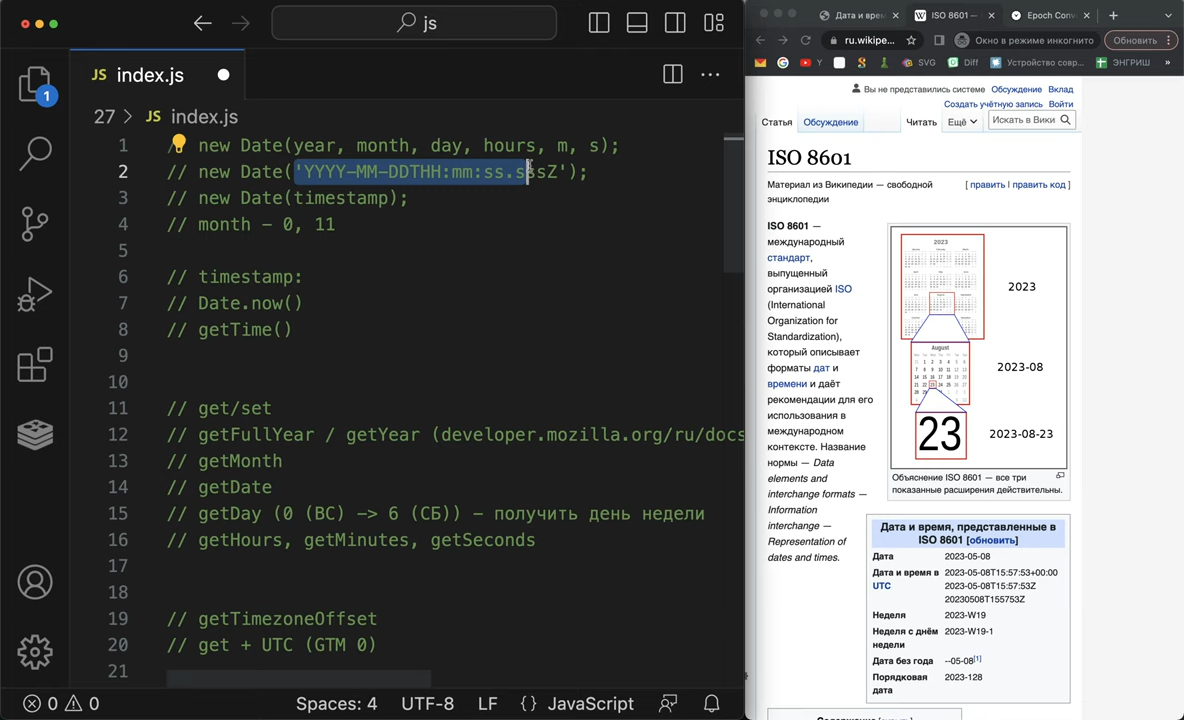 js
JS index.js
1
27 > JS index.js
1 // new Date(year, month, day, hours, m, s);
2 // new Date('YYYY-MM-DDTHH:mm:ss.sssZ');
3 // new Date(timestamp);
4 // month - 0, 11
5
6 // timestamp:
7 // Date.now()
8 // getTime()
9
10
11 // get/set
12 // getFullYear / getYear (developer.mozilla.org/ru/docs
13 // getMonth
14 // getDate
15 // getDay (0 (ВС) -> 6 (СБ)) - получить день недели
16 // getHours, getMinutes, getSeconds
17
18
19 // getTimezoneOffset
20 // get + UTC (GTM 0)
21
0 0 Spaces: 4 UTF-8 LF {} JavaScript
Дата и врем
W ISO 8601 —
Epoch Conv
ru.wikipe...
Окно в режиме инкогнито
Обновить
Y
SVG
Diff
Устройство совр...
ЭНГРИШ
»
Вы не представились системе Обсуждение Вклад
Создать учётную запись Войти
Статья Обсуждение Читать Ещё Искать в Вики
ISO 8601
Материал из Википедии — свободной
энциклопедии
[ править | править код ]
ISO 8601 —
международный
стандарт,
выпущенный
организацией ISO
(International
Organization for
Standardization),
который описывает
форматы дат и
времени и даёт
рекомендации для его
использования в
международном
контексте. Название
нормы — Data
elements and
interchange formats —
Information
interchange —
Representation of
dates and times.
2023
2023
August
2023-08
23
2023-08-23
Объяснение ISO 8601 — все три
показанные расширения действительны.
Дата и время, представленные в
ISO 8601 [обновить]
Дата 2023-05-08
Дата и время в UTC 2023-05-08T15:57:53+00:00
2023-05-08T15:57:53Z
20230508T155753Z
Неделя 2023-W19
Неделя с днём недели 2023-W19-1
Дата без года --05-08[1]
Порядковая дата 2023-128